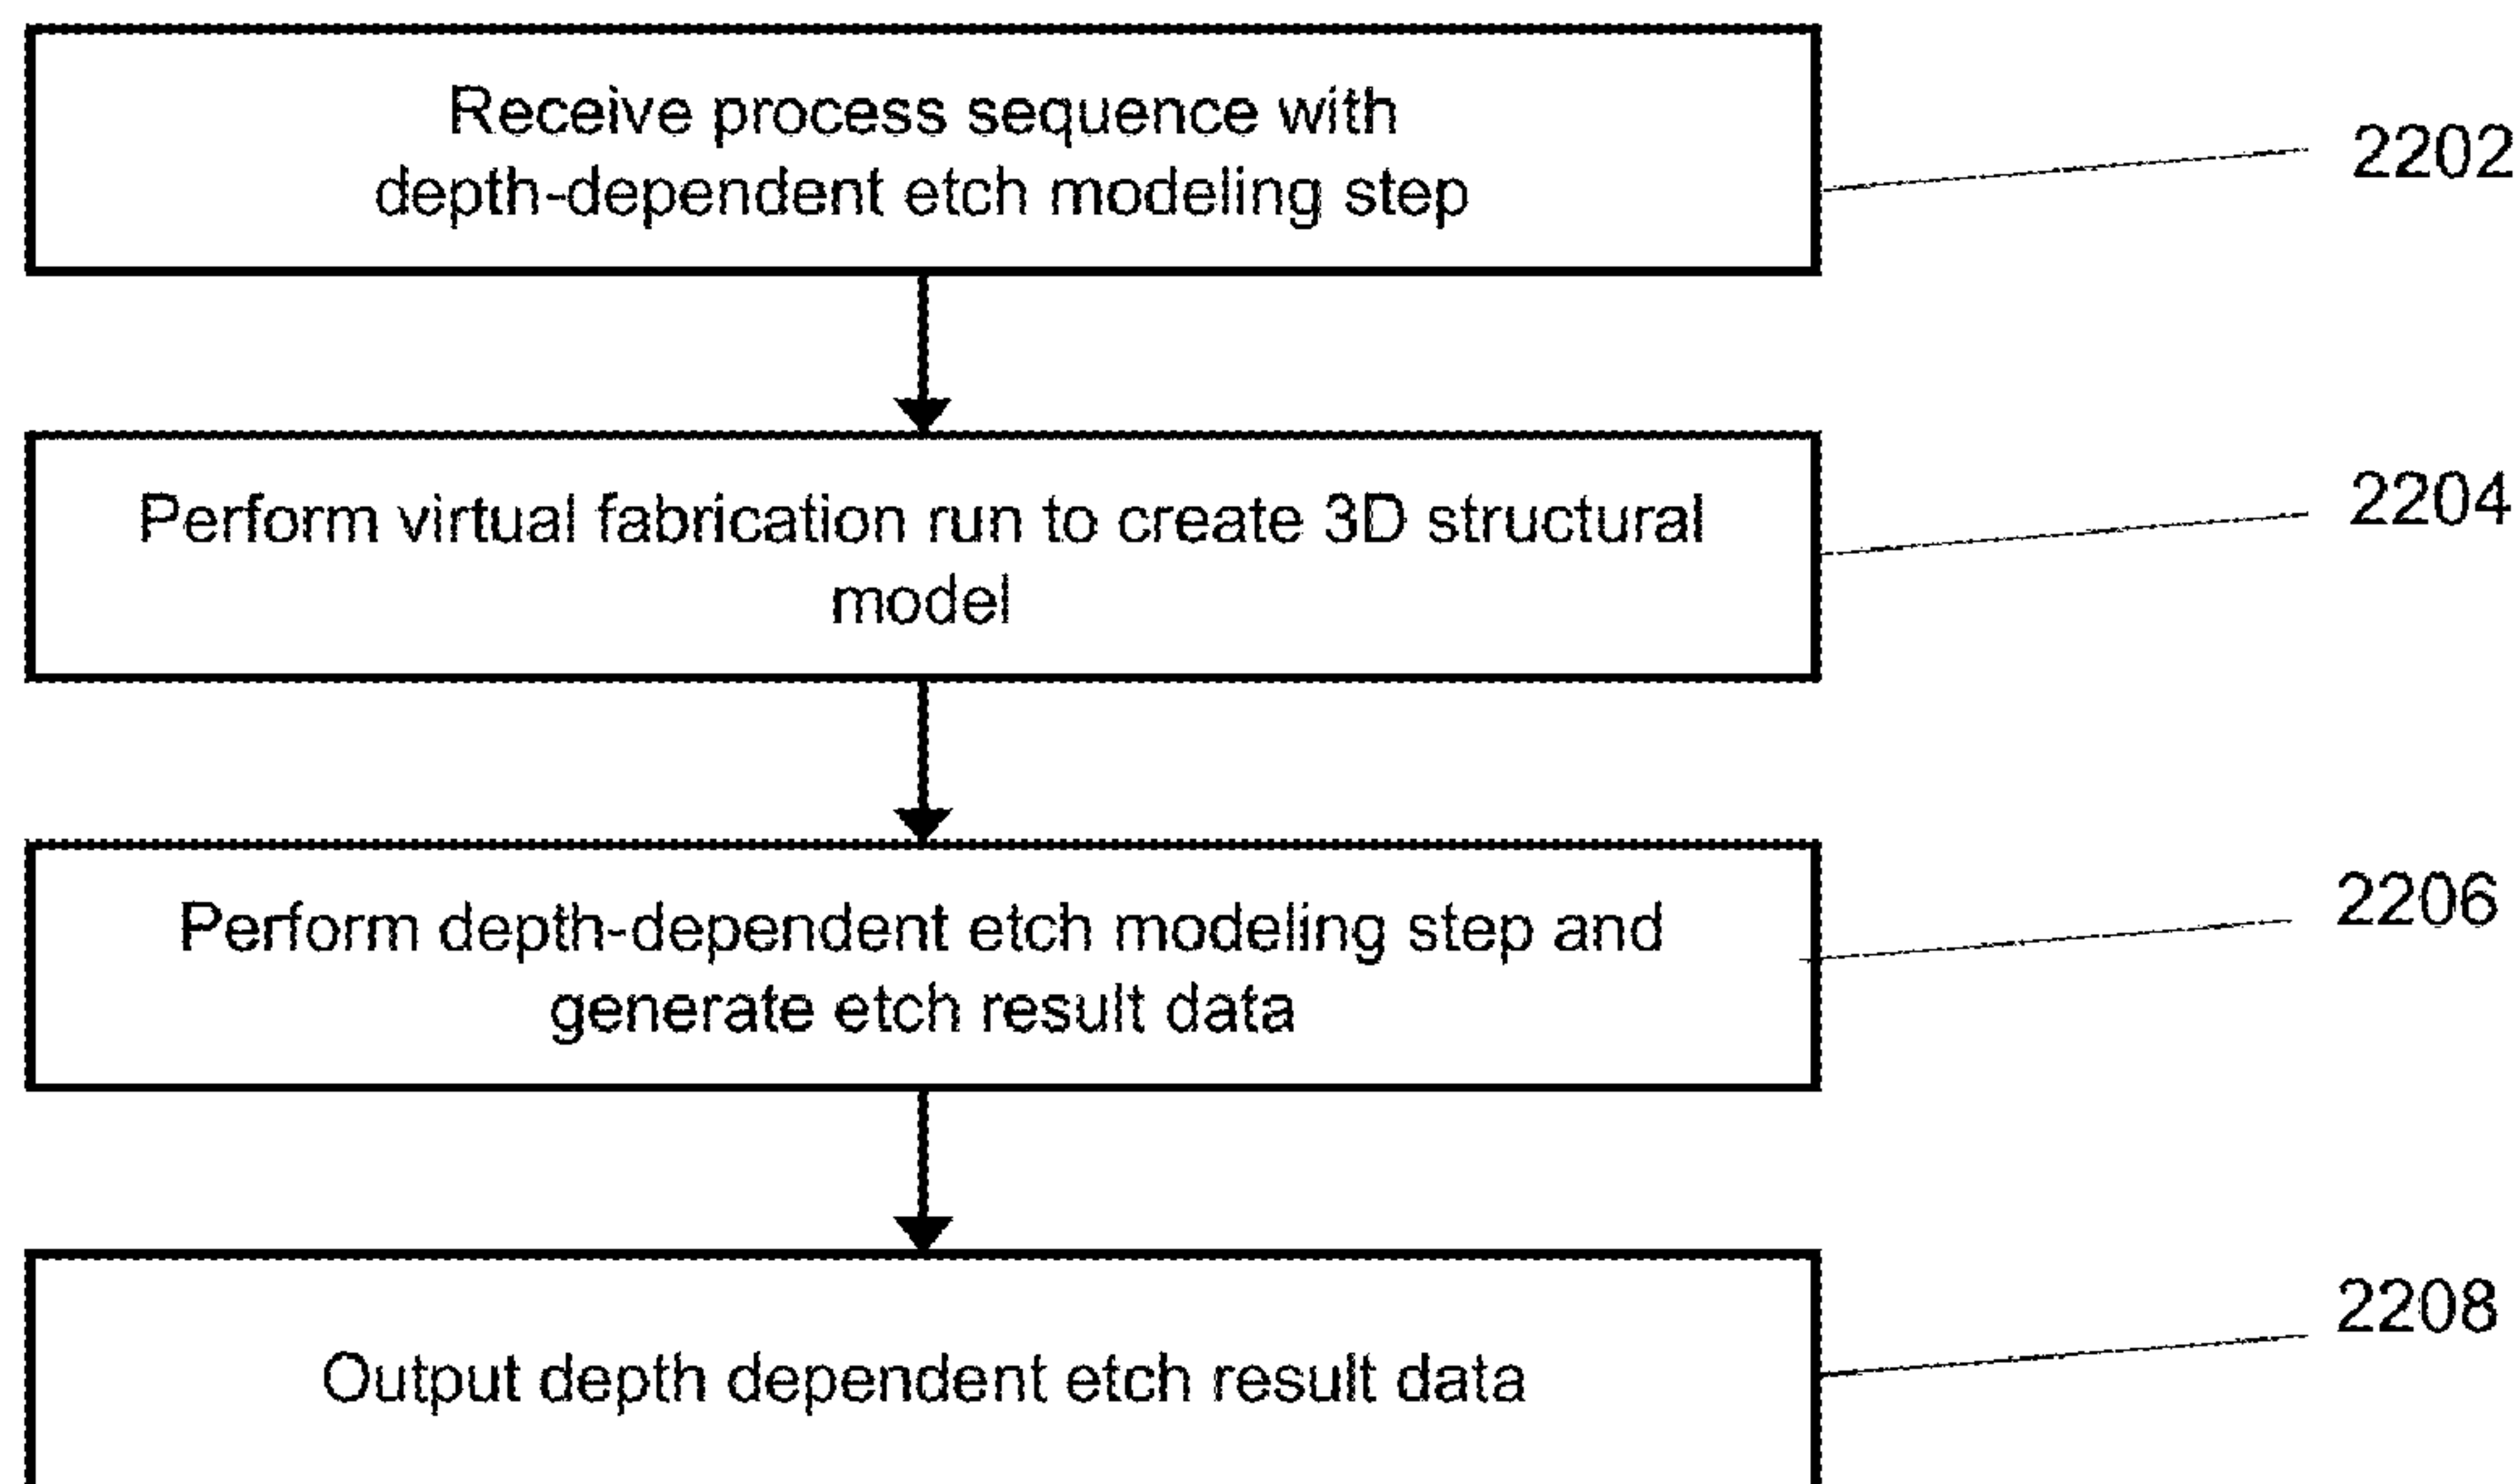 Receive process sequence with
depth-dependent etch modeling step
2202
Perform virtual fabrication run to create 3D structural
model
2204
Perform depth-dependent etch modeling step and
generate etch result data
2206
Output depth dependent etch result data
2208